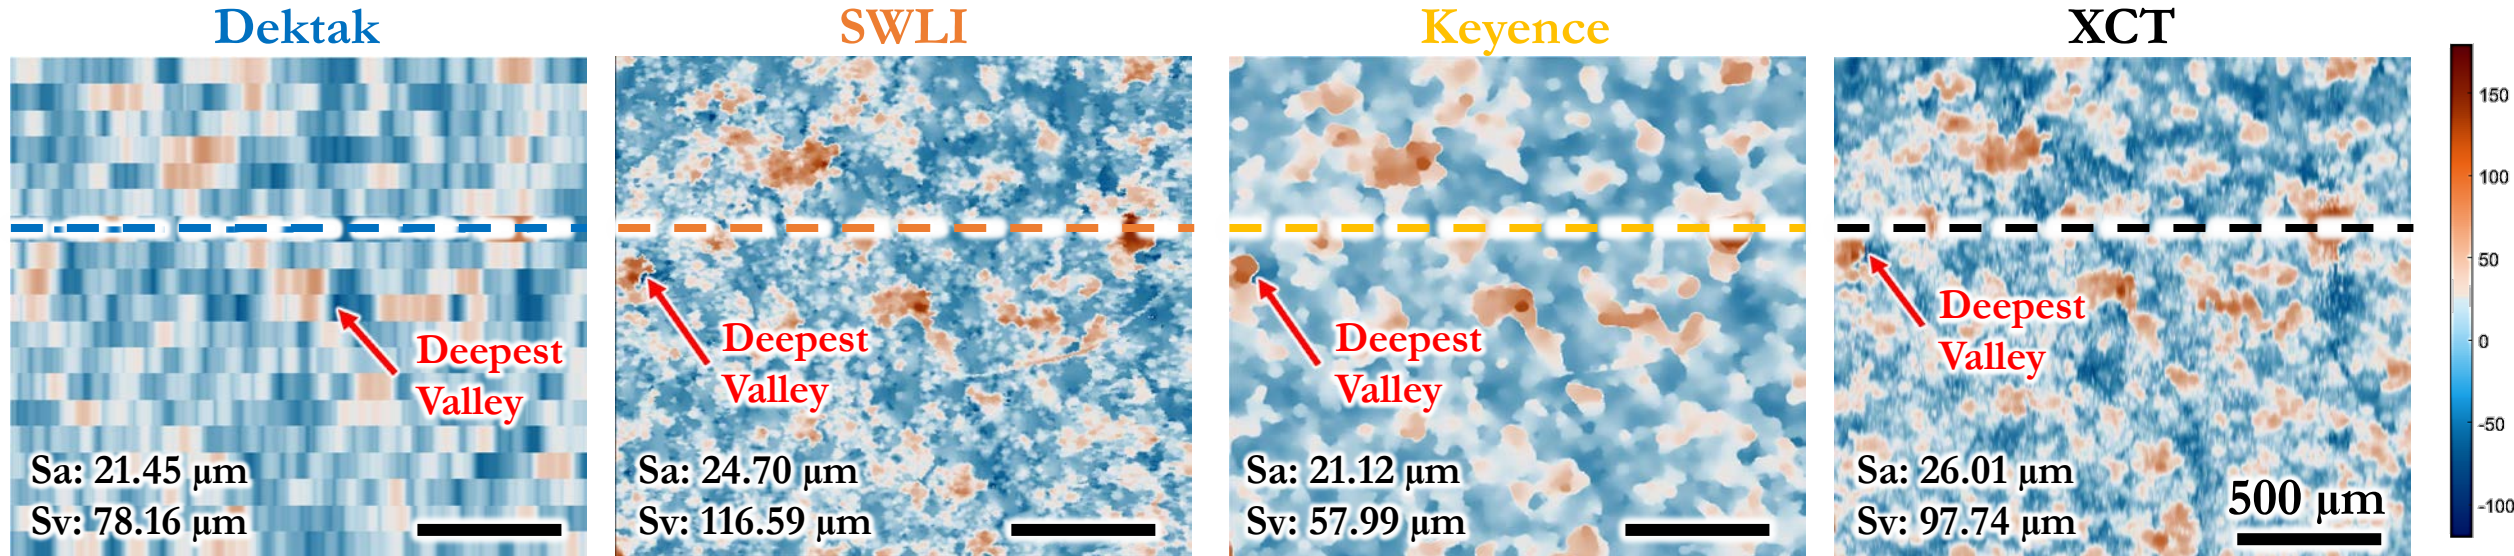 Dektak
SWLI
Keyence
XCT
Deepest
Valley
Sa: 21.45 µm
Sv: 78.16 µm
Deepest
Valley
Sa: 24.70 µm
Sv: 116.59 µm
Deepest
Valley
Sa: 21.12 µm
Sv: 57.99 µm
Deepest
Valley
Sa: 26.01 µm
Sv: 97.74 µm
500 µm
150
100
50
0
-50
-100